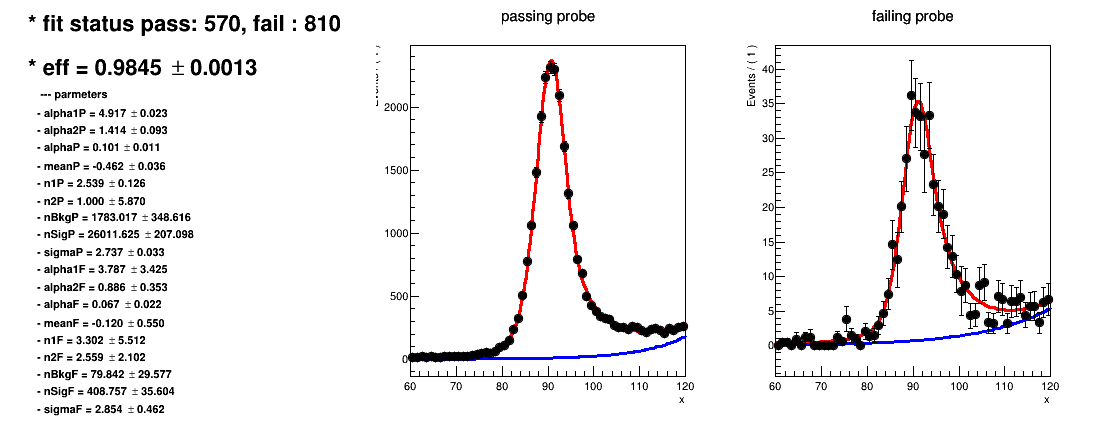 * fit status pass: 570, fail : 810
* eff = 0.9845 ± 0.0013
--- parmeters
- alpha1P = 4.917 ± 0.023
- alpha2P = 1.414 ± 0.093
- alphaP = 0.101 ± 0.011
- meanP = -0.462 ± 0.036
- n1P = 2.539 ± 0.126
- n2P = 1.000 ± 5.870
- nBkgP = 1783.017 ± 348.616
- nSigP = 26011.625 ± 207.098
- sigmaP = 2.737 ± 0.033
- alpha1F = 3.787 ± 3.425
- alpha2F = 0.886 ± 0.353
- alphaF = 0.067 ± 0.022
- meanF = -0.120 ± 0.550
- n1F = 3.302 ± 5.512
- n2F = 2.559 ± 2.102
- nBkgF = 79.842 ± 29.577
- nSigF = 408.757 ± 35.604
- sigmaF = 2.854 ± 0.462
passing probe
2000
1500
1000
500
0
60 70 80 90 100 110 120
x
failing probe
Events / ( 1 )
40
35
30
25
20
15
10
5
0
60 70 80 90 100 110 120
x